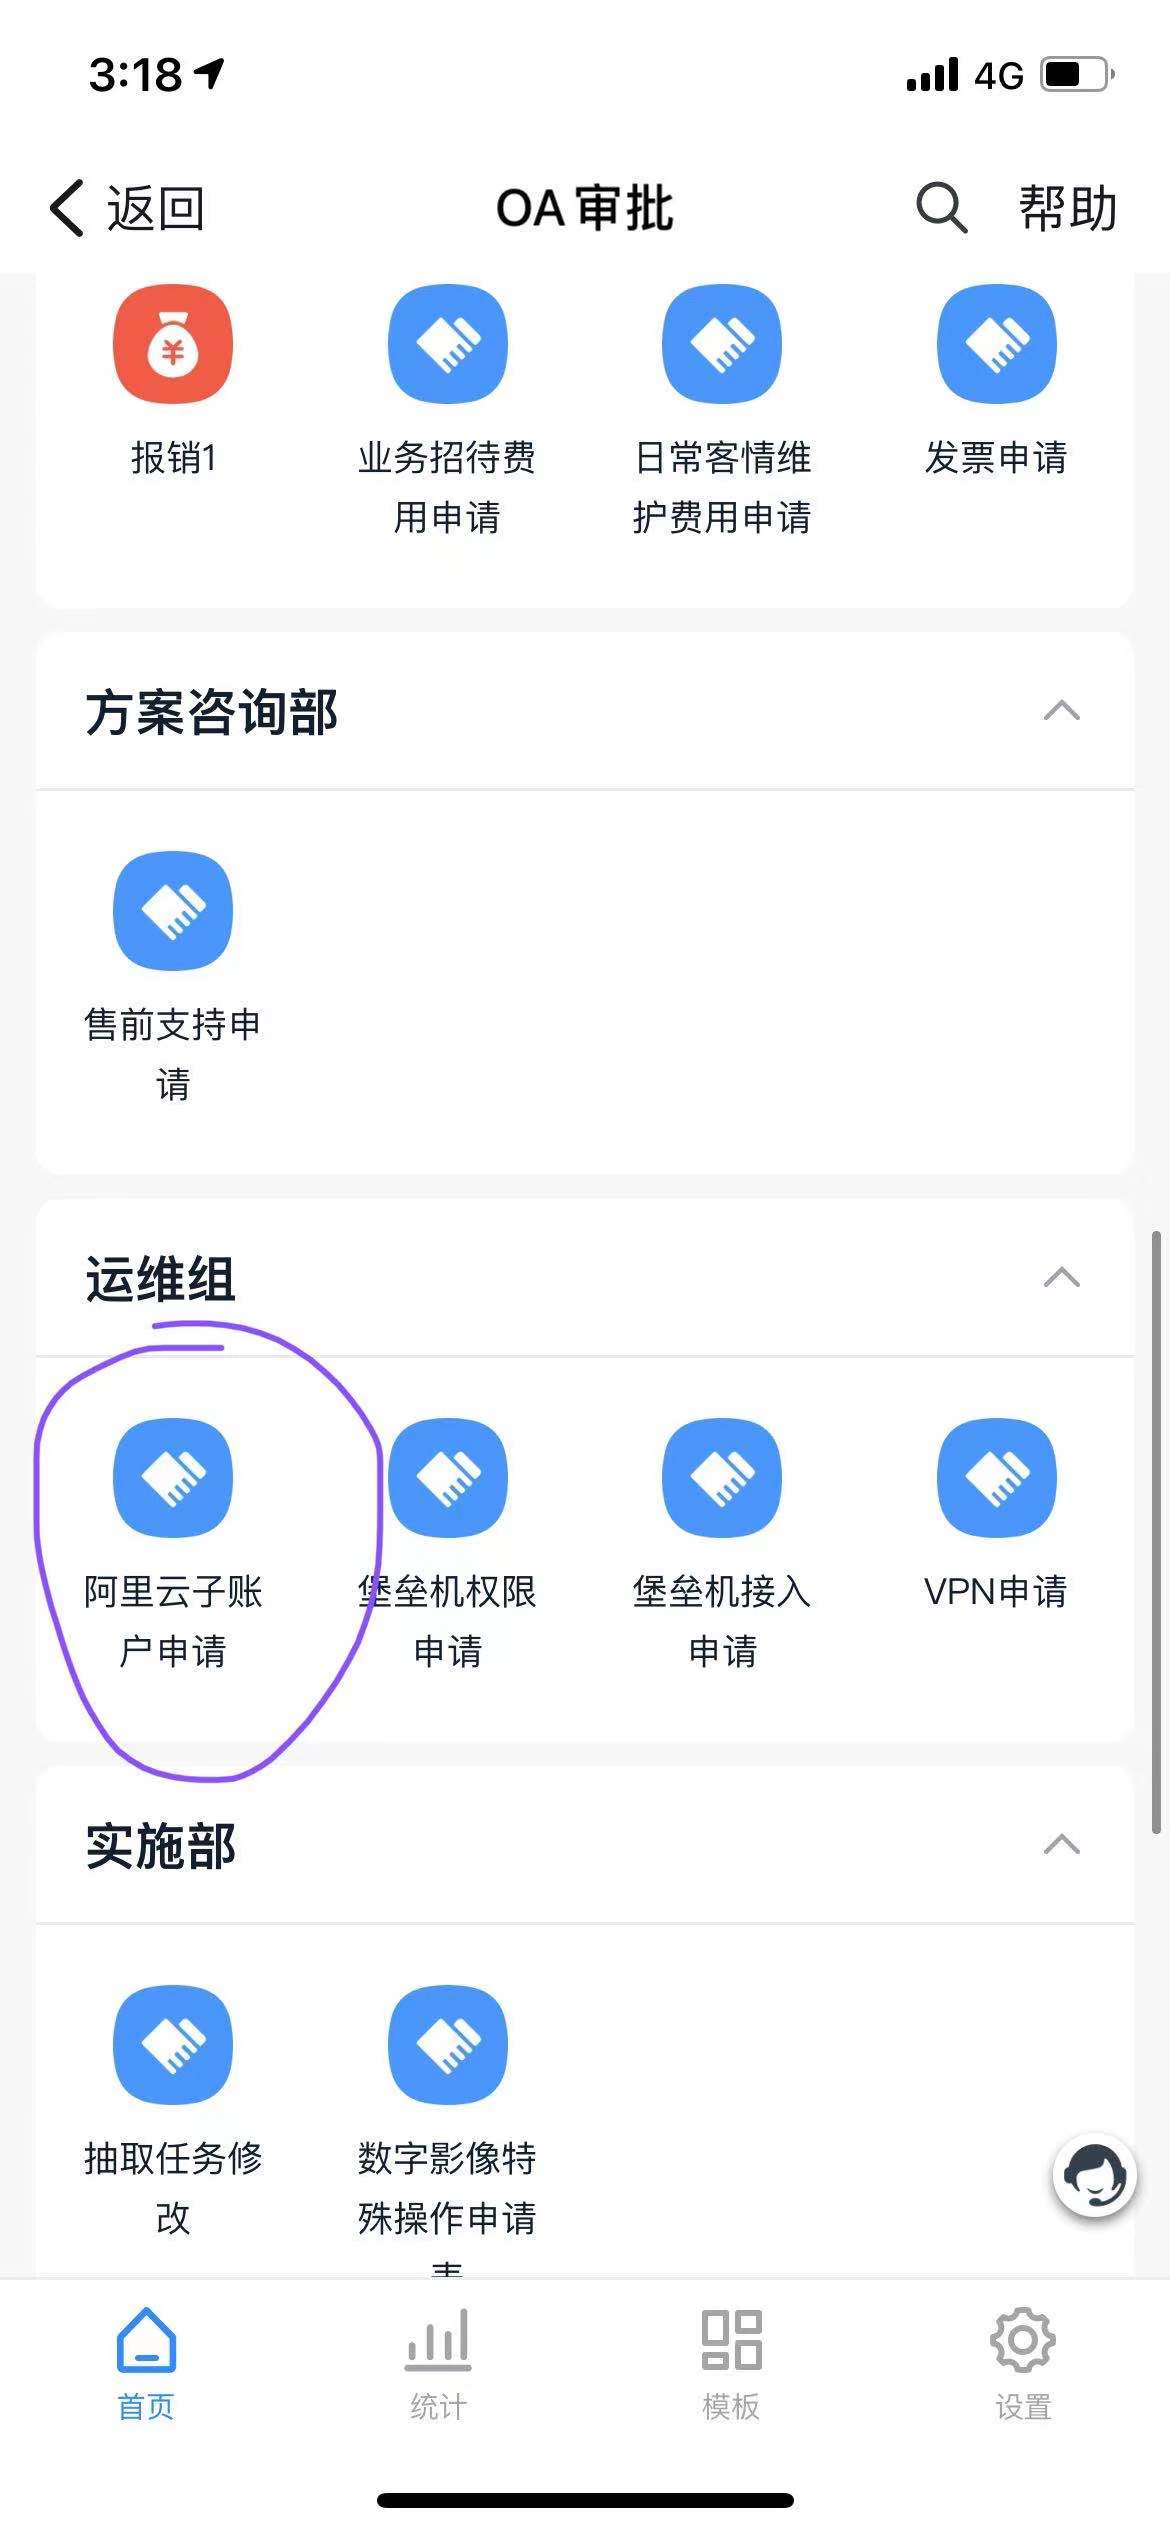 3:18
4G
返回
OA 审批
帮助
报销1
业务招待费
用申请
日常客情维
护费用申请
发票申请
方案咨询部
售前支持申
请
运维组
阿里云子账
户申请
堡垒机权限
申请
堡垒机接入
申请
VPN申请
实施部
抽取任务修
改
数字影像特
殊操作申请
首页
统计
模板
设置